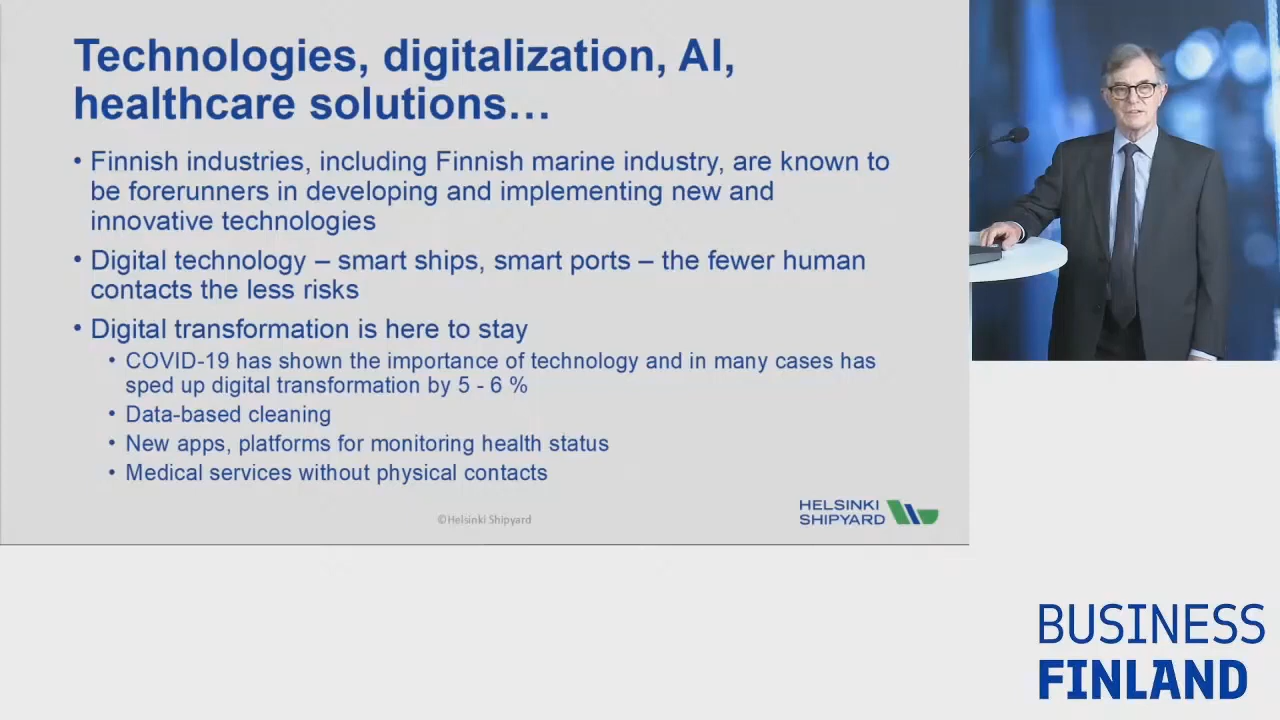 Technologies, digitalization, AI,
healthcare solutions…
• Finnish industries, including Finnish marine industry, are known to
be forerunners in developing and implementing new and
innovative technologies
• Digital technology – smart ships, smart ports – the fewer human
contacts the less risks
• Digital transformation is here to stay
• COVID-19 has shown the importance of technology and in many cases has
sped up digital transformation by 5 - 6 %
• Data-based cleaning
• New apps, platforms for monitoring health status
• Medical services without physical contacts
©Helsinki Shipyard
HELSINKI
SHIPYARD
BUSINESS
FINLAND